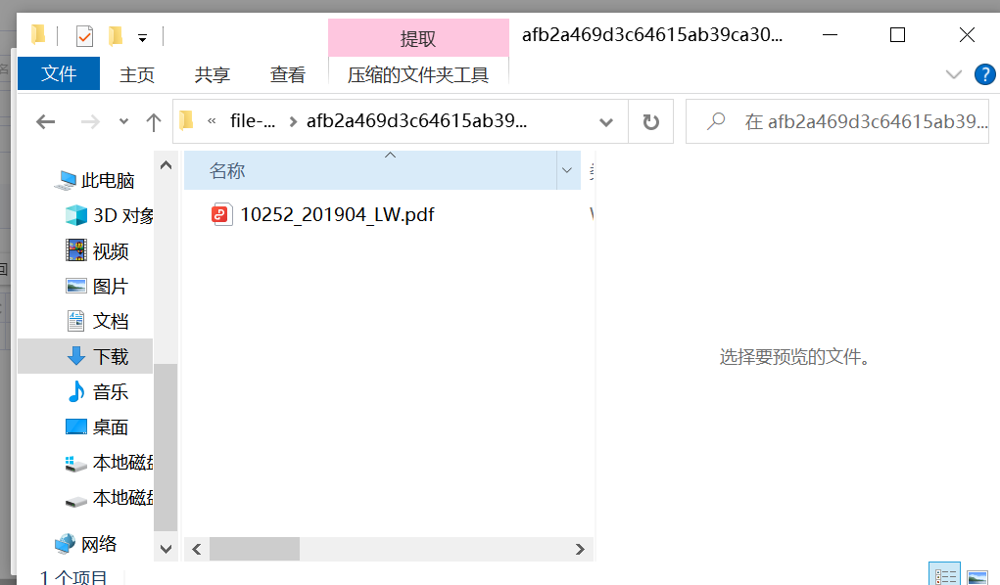 提取
afb2a469d3c64615ab39ca30...
文件
主页
共享
查看
压缩的文件夹工具
« file-... > afb2a469d3c64615ab39...
在 afb2a469d3c64615ab39...
名称
10252_201904_LW.pdf
此电脑
3D 对象
视频
图片
文档
下载
音乐
桌面
本地磁盘
本地磁盘
网络
选择要预览的文件。
1 个项目